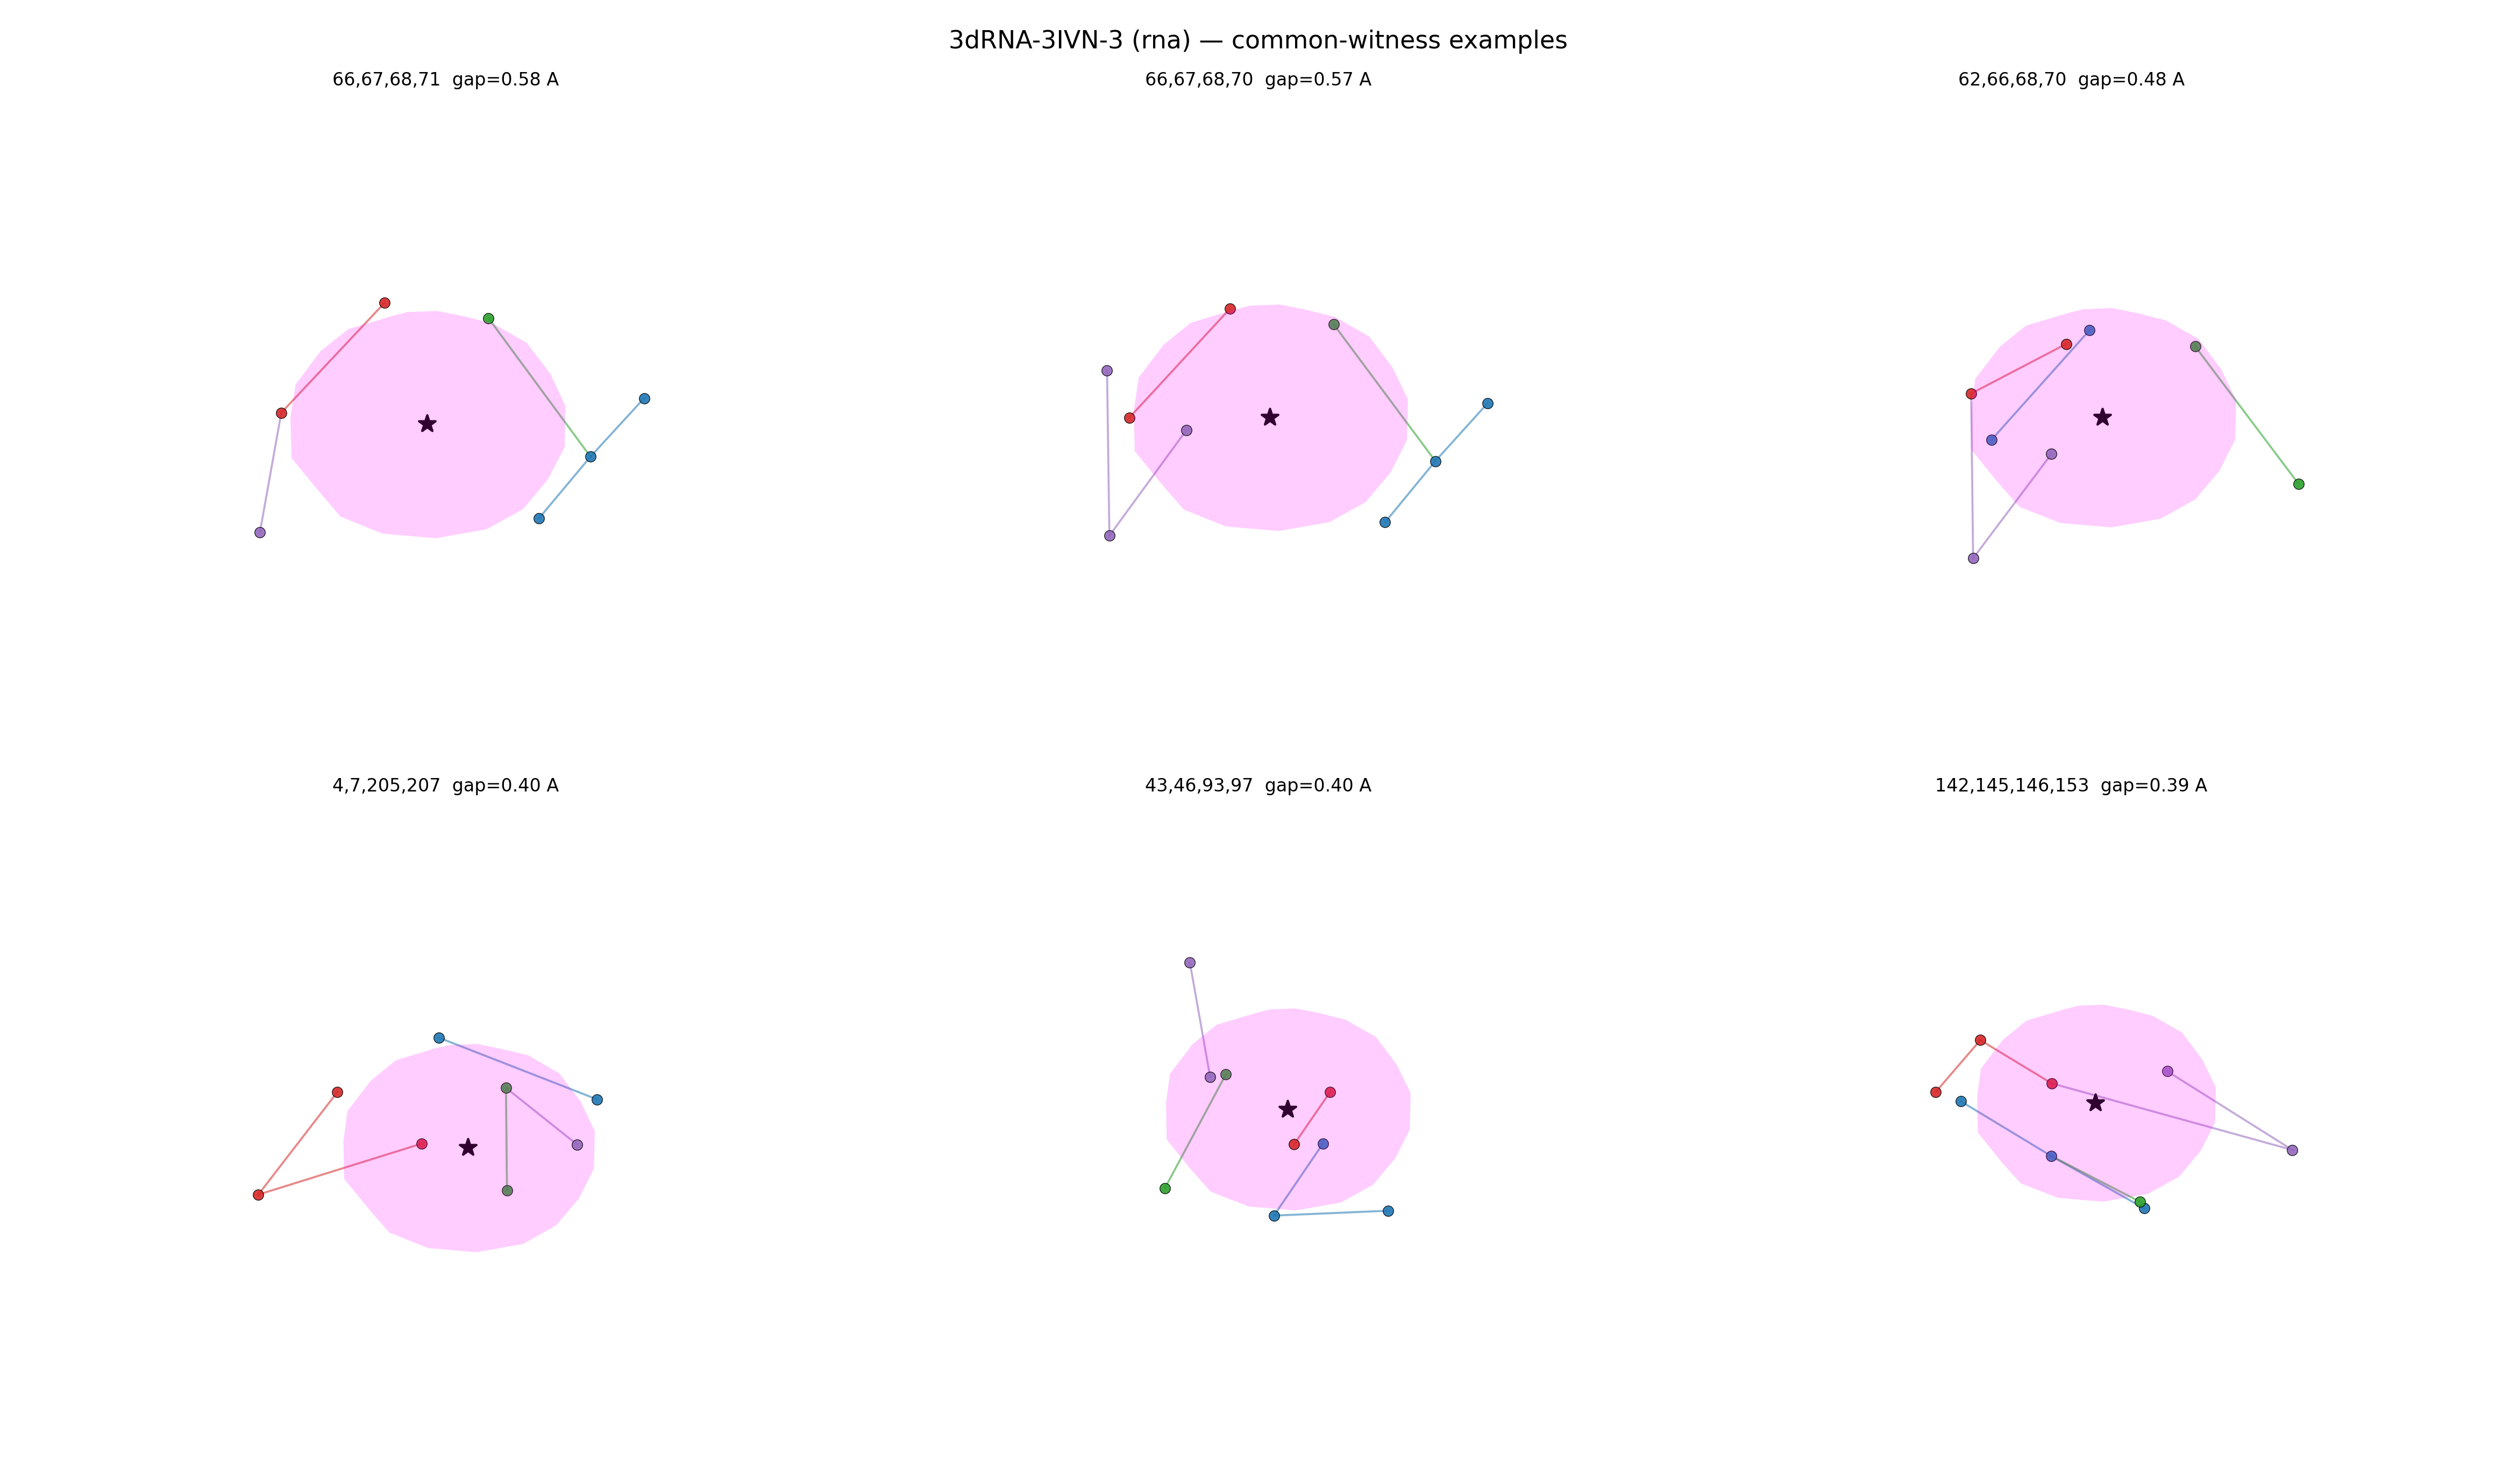 3dRNA-3IVN-3 (rna) — common-witness examples
66,67,68,71  gap=0.58 A
66,67,68,70  gap=0.57 A
62,66,68,70  gap=0.48 A
4,7,205,207  gap=0.40 A
43,46,93,97  gap=0.40 A
142,145,146,153  gap=0.39 A